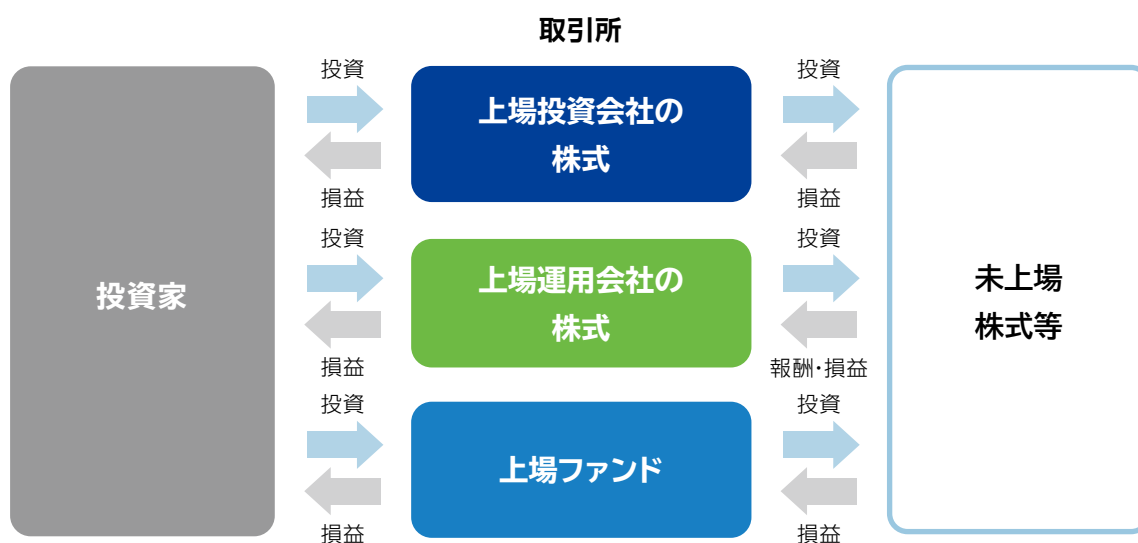 取引所
投資家
投資
損益
上場投資会社の
株式
投資
損益
投資
損益
上場運用会社の
株式
投資
報酬・損益
投資
損益
上場ファンド
投資
損益
未上場
株式等